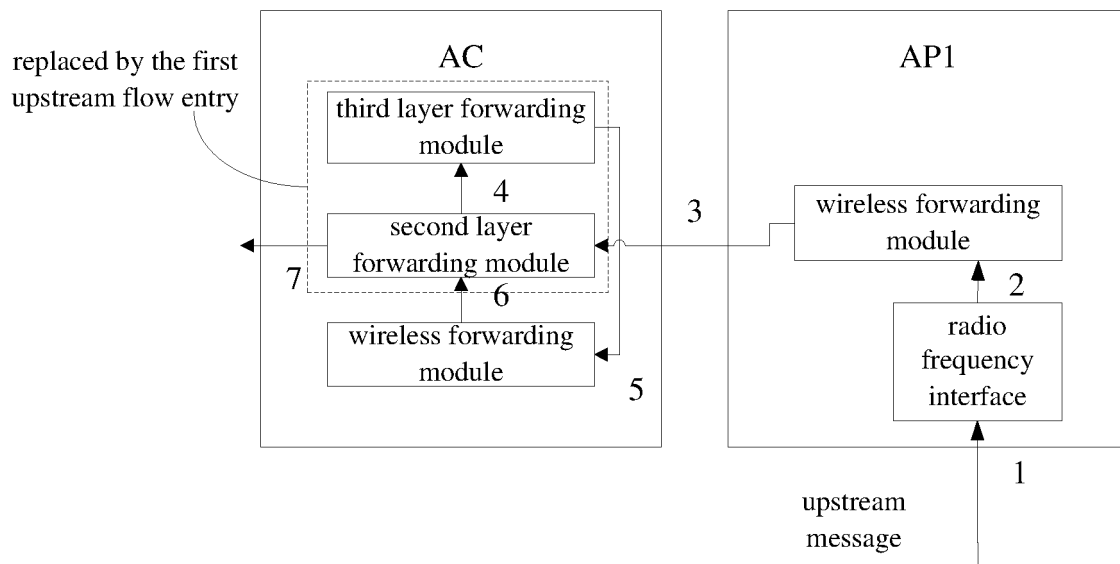 replaced by the first
upstream flow entry
AC
third layer forwarding
module
4
second layer
forwarding module
7
6
wireless forwarding
module
5
3
AP1
wireless forwarding
module
2
radio
frequency
interface
1
upstream
message